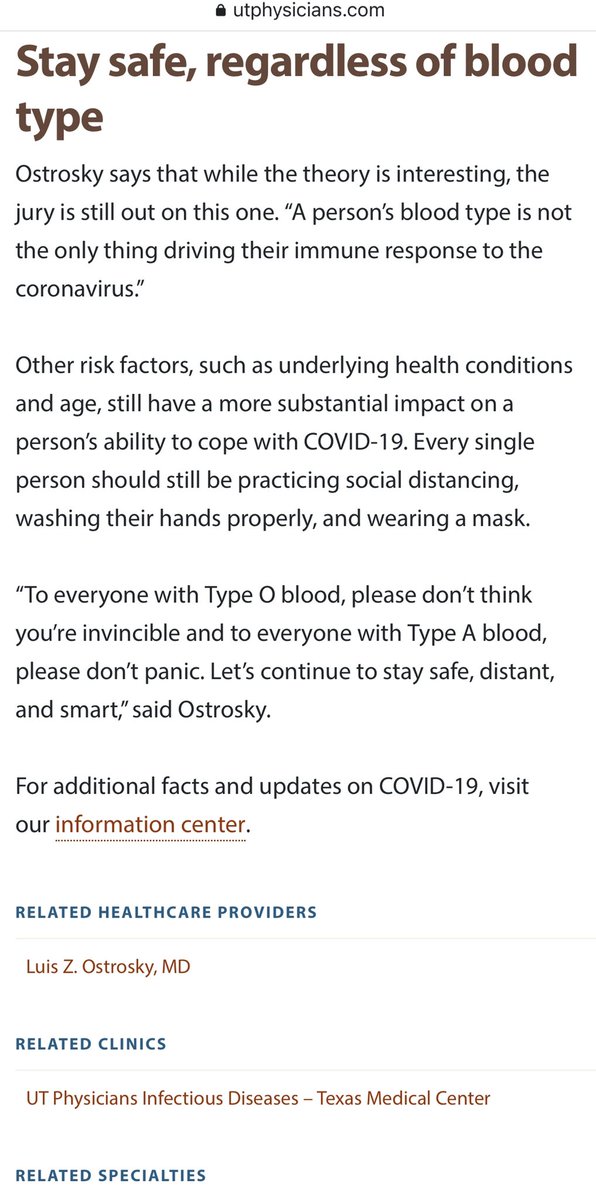 utphysicians.com
Stay safe, regardless of blood
type
Ostrosky says that while the theory is interesting, the
jury is still out on this one. “A person’s blood type is not
the only thing driving their immune response to the
coronavirus.”
Other risk factors, such as underlying health conditions
and age, still have a more substantial impact on a
person’s ability to cope with COVID-19. Every single
person should still be practicing social distancing,
washing their hands properly, and wearing a mask.
“To everyone with Type O blood, please don’t think
you’re invincible and to everyone with Type A blood,
please don’t panic. Let’s continue to stay safe, distant,
and smart,” said Ostrosky.
For additional facts and updates on COVID-19, visit
our information center.
RELATED HEALTHCARE PROVIDERS
Luis Z. Ostrosky, MD
RELATED CLINICS
UT Physicians Infectious Diseases – Texas Medical Center
RELATED SPECIALTIES